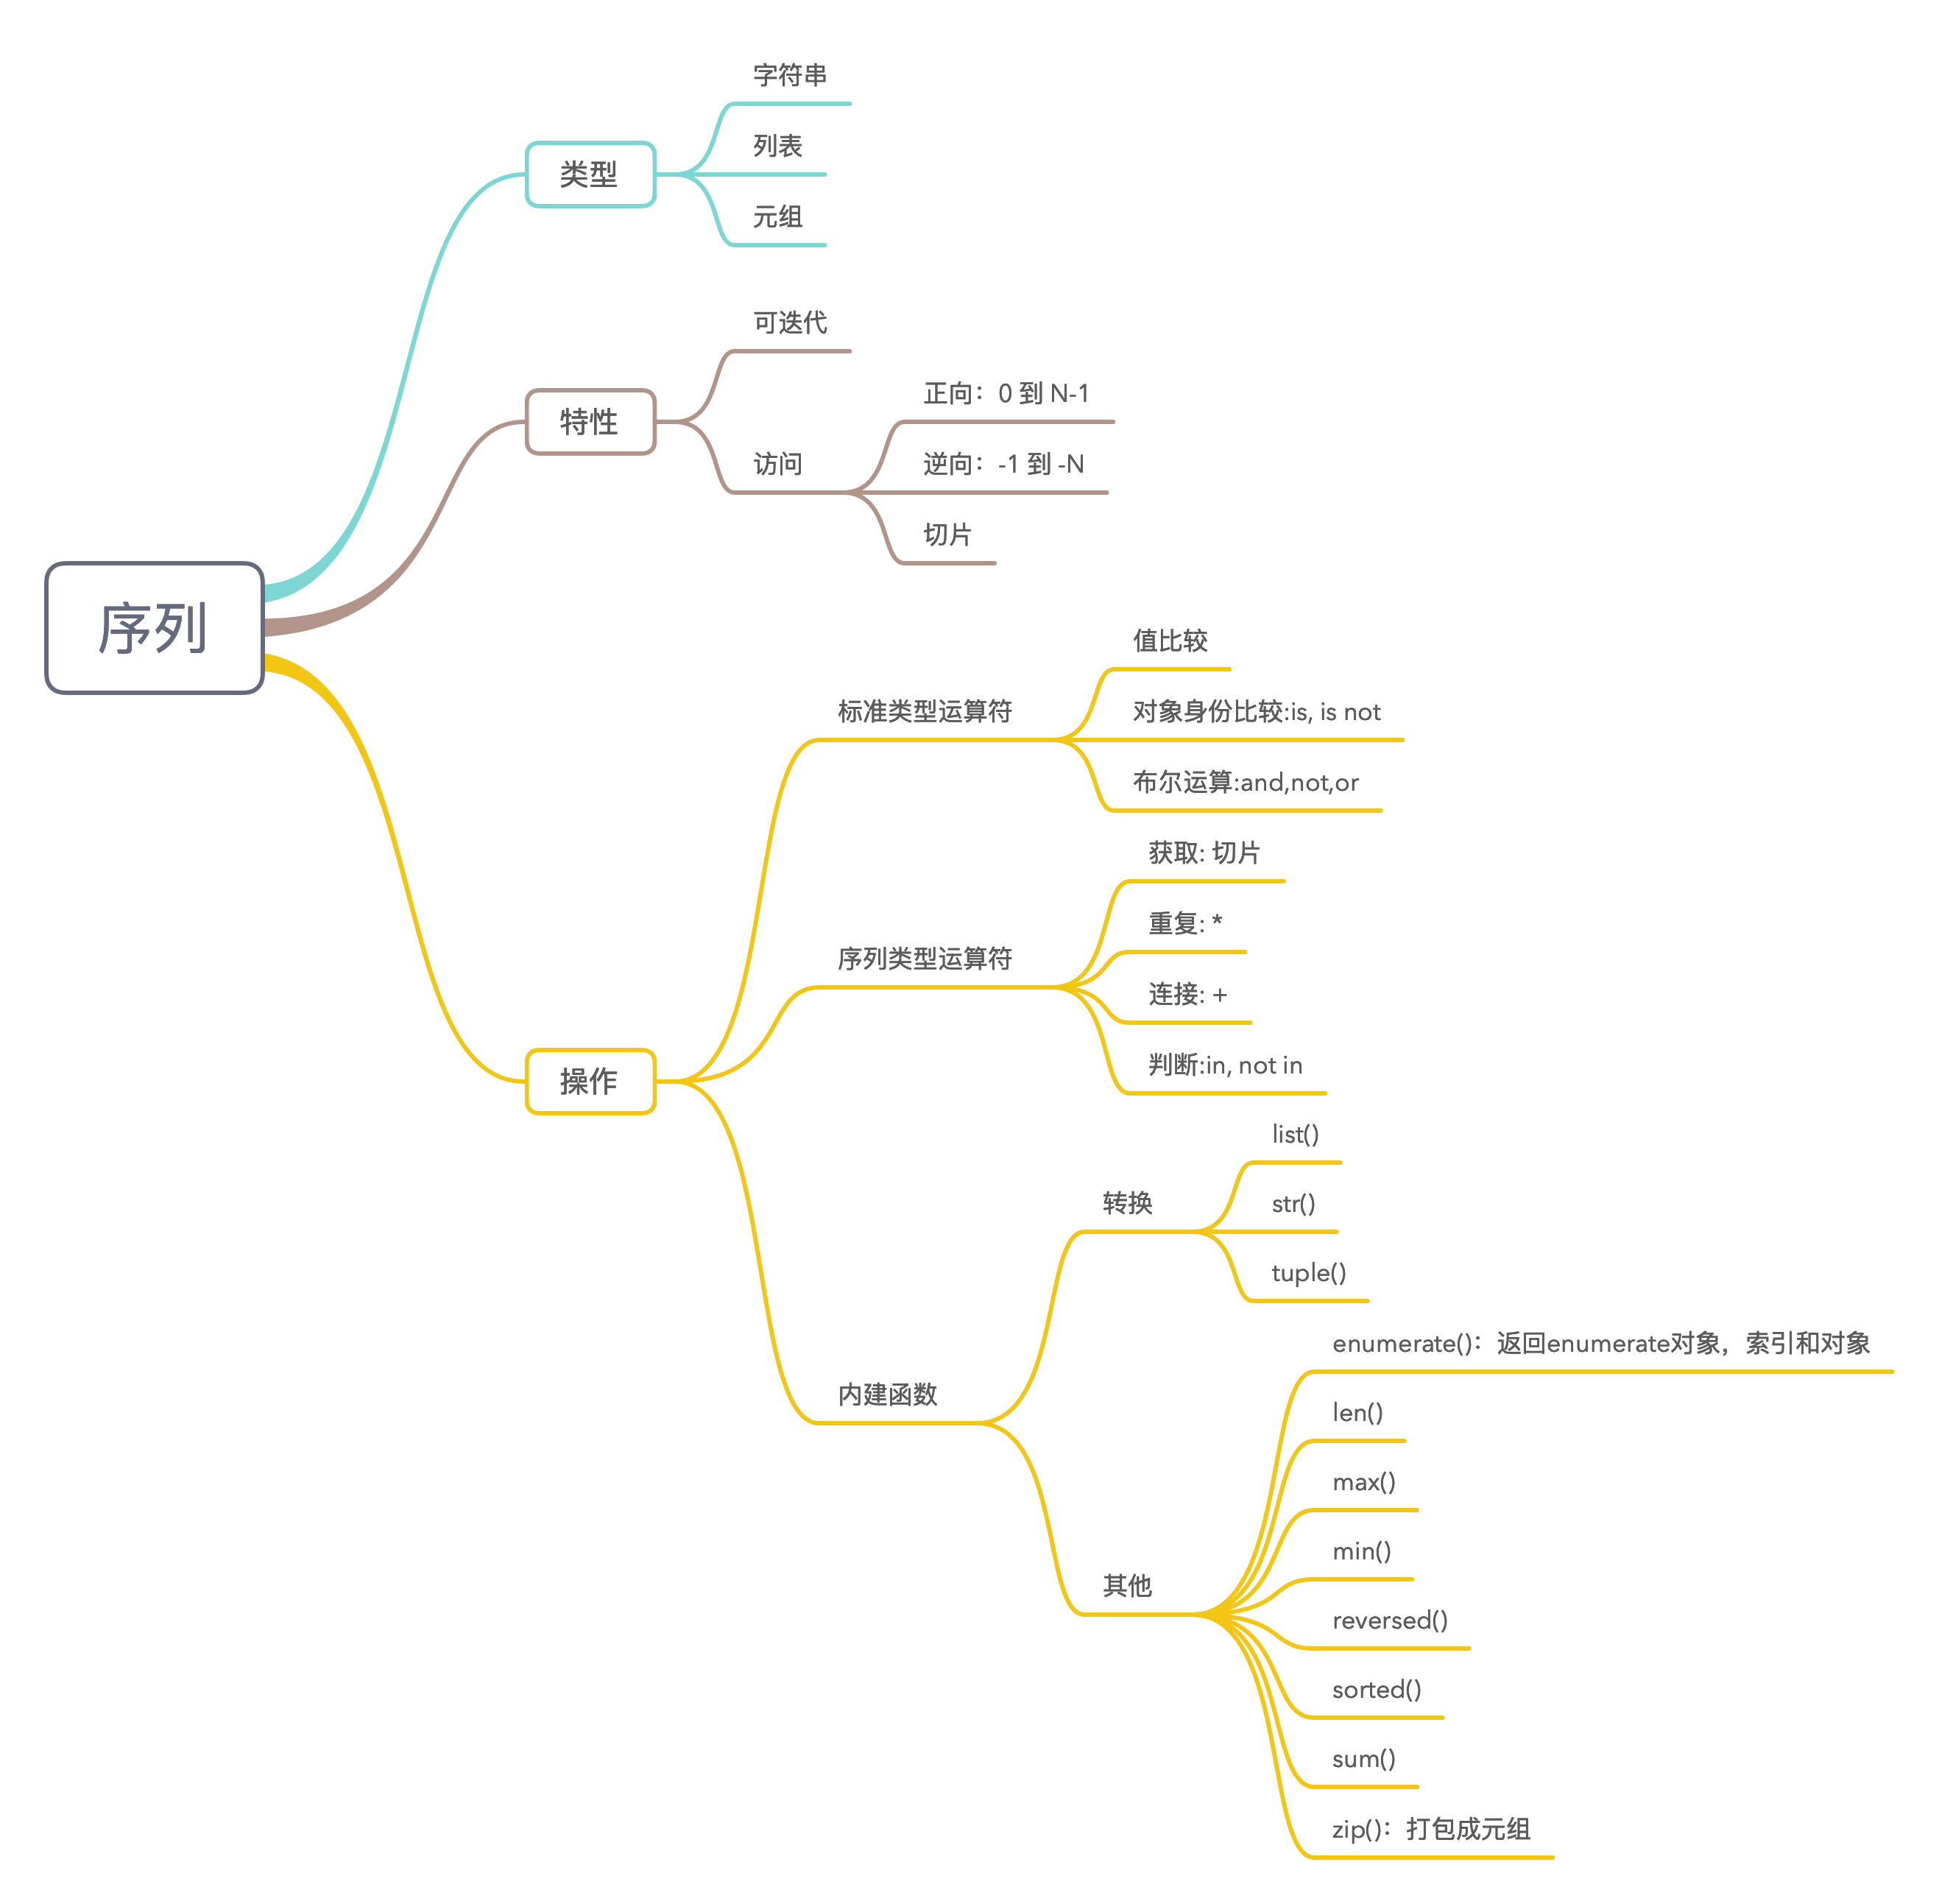 序列
类型
字符串
列表
元组
特性
可迭代
访问
正向：0 到 N-1
逆向：-1 到 -N
切片
操作
标准类型运算符
值比较
对象身份比较:is, is not
布尔运算:and,not,or
序列类型运算符
获取: 切片
重复: *
连接: +
判断:in, not in
内建函数
转换
list()
str()
tuple()
其他
enumerate()：返回enumerate对象，索引和对象
len()
max()
min()
reversed()
sorted()
sum()
zip()：打包成元组